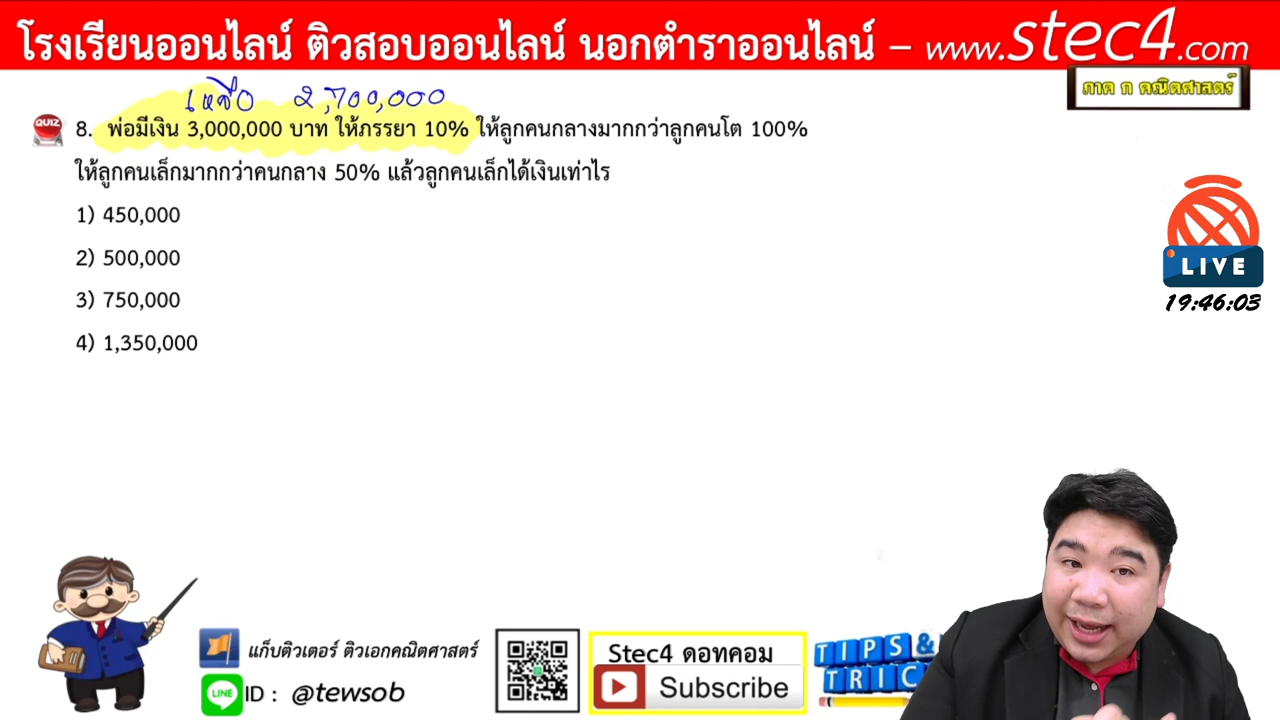 โรงเรียนออนไลน์ ติวสอบออนไลน์ นอกตำราออนไลน์ – www.stec4.com
ภาค ก คณิตศาสตร์
เหลือ 2,700,000
QUIZ
8. พ่อมีเงิน 3,000,000 บาท ให้ภรรยา 10% ให้ลูกคนกลางมากกว่าลูกคนโต 100%
ให้ลูกคนเล็กมากกว่าคนกลาง 50% แล้วลูกคนเล็กได้เงินเท่าไร
1) 450,000
2) 500,000
3) 750,000
4) 1,350,000
LIVE
19:46:03
แก็บติวเตอร์ ติวเอกคณิตศาสตร์
LINE ID : @tewsob
Stec4 ดอทคอม
Subscribe
TIPS &
TRIC